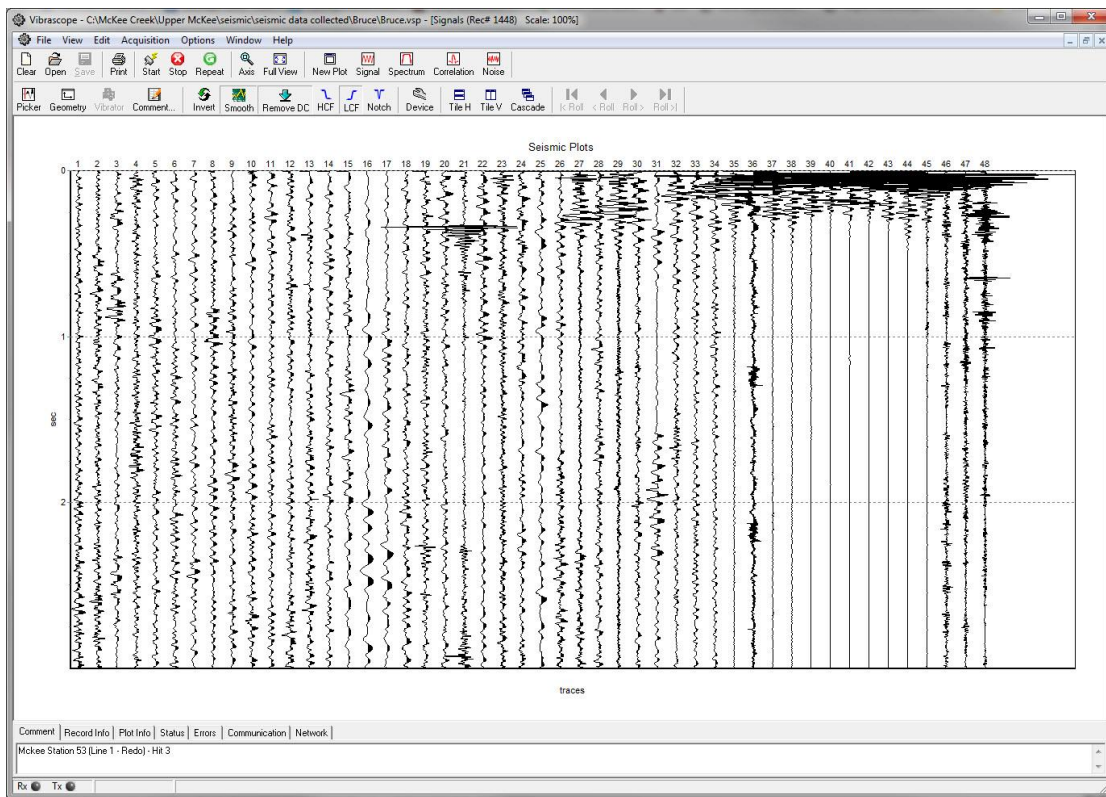 Vibrascope - C:\McKee Creek\Upper McKee\seismic\seismic data collected\Bruce\Bruce.vsp - [Signals (Rec# 1448)  Scale: 100%]
File View Edit Acquisition Options Window Help
Clear Open Save Print Start Stop Repeat Axis Full View New Plot Signal Spectrum Correlation Noise
Picker Geometry Vibrator Comment... Invert Smooth Remove DC HCF LCF Notch Device Tile H Tile V Cascade |< Roll < Roll Roll > Roll >|
Seismic Plots
1 2 3 4 5 6 7 8 9 10 11 12 13 14 15 16 17 18 19 20 21 22 23 24 25 26 27 28 29 30 31 32 33 34 35 36 37 38 39 40 41 42 43 44 45 46 47 48
0
1
sec
2
traces
Comment Record Info Plot Info Status Errors Communication Network
Mckee Station 53 (Line 1 - Redo) - Hit 3
Rx Tx